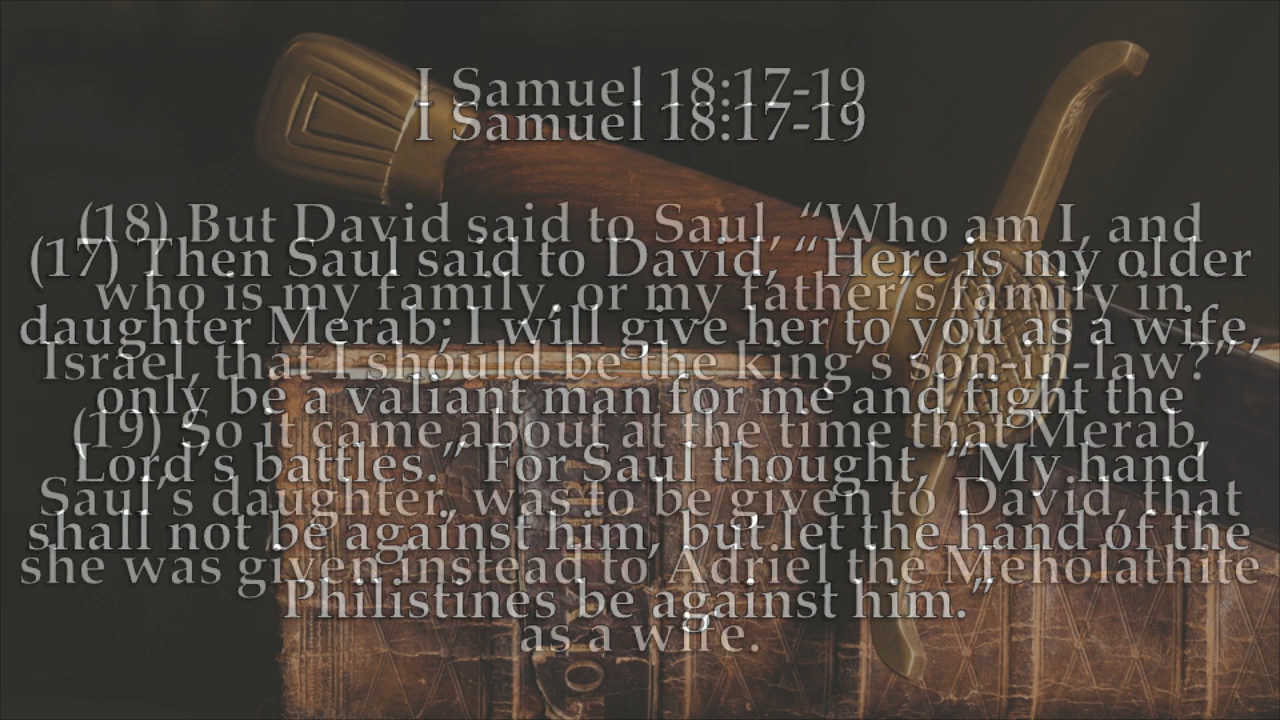 I Samuel 18:17-19
I Samuel 18:17-19
(18) But David said to Saul, “Who am I, and
(17) Then Saul said to David, “Here is my older
who is my family, or my father’s family in
daughter Merab; I will give her to you as a wife,
Israel, that I should be the king’s son-in-law?”
only be a valiant man for me and fight the
(19) So it came about at the time that Merab,
Lord’s battles.” For Saul thought, “My hand
Saul’s daughter, was to be given to David, that
shall not be against him, but let the hand of the
she was given instead to Adriel the Meholathite
Philistines be against him.”
as a wife.